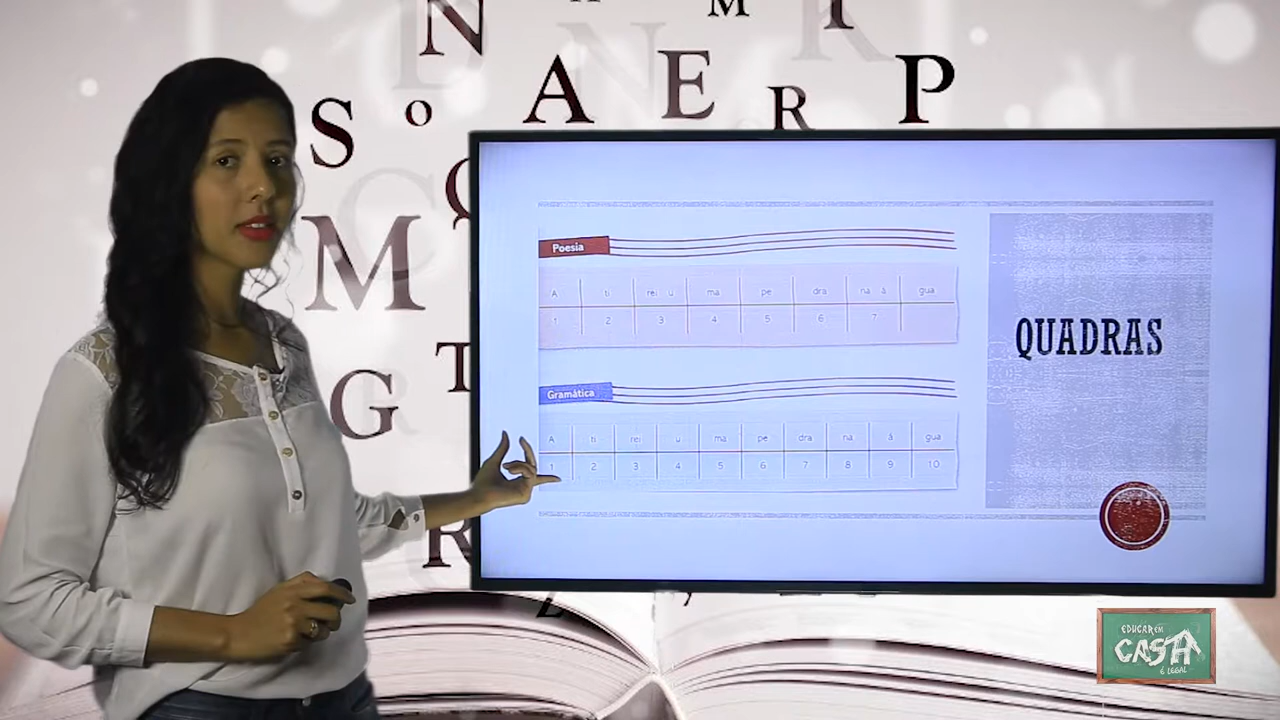 N M I
S O A E R P
M
G T
R
Poesia
A ti rei u ma pe dra na á gua
1 2 3 4 5 6 7
Gramática
A ti rei u ma pe dra na á gua
1 2 3 4 5 6 7 8 9 10
QUADRAS
EDUCAR EM
CASA
É LEGAL